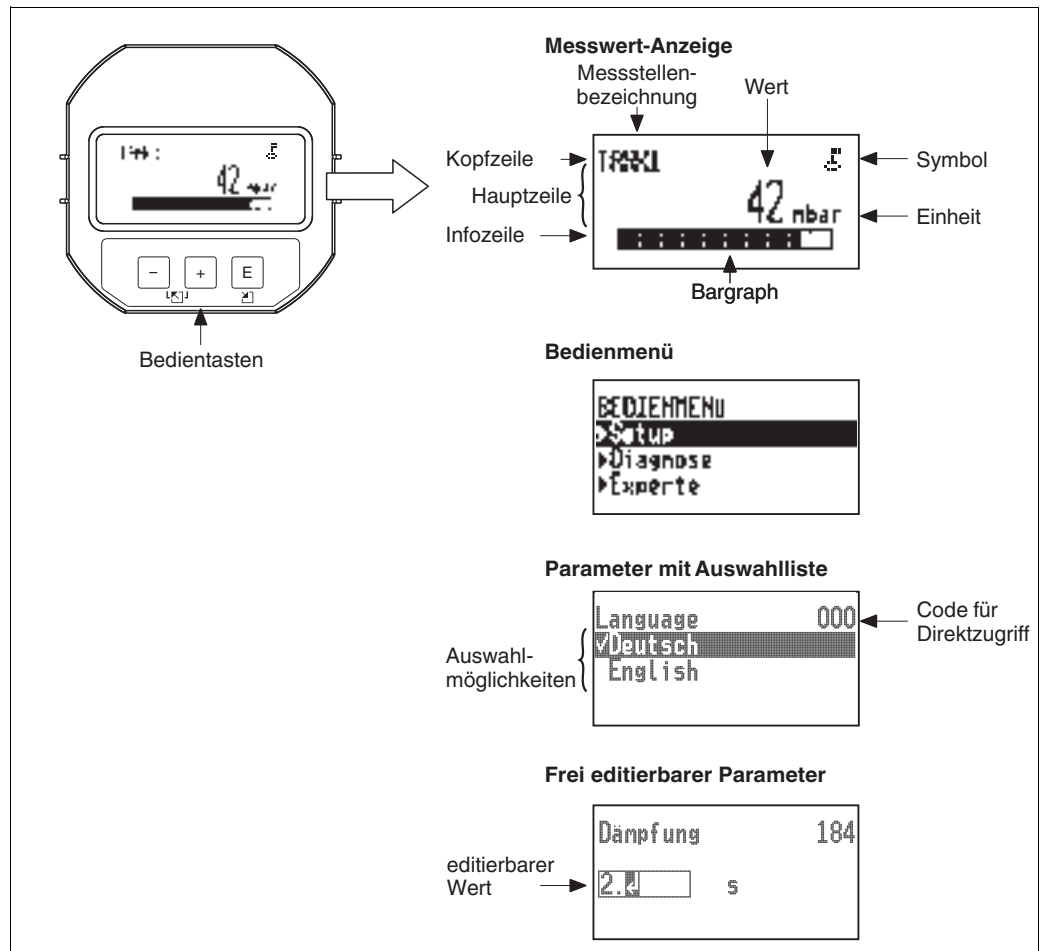 Messwert-Anzeige
Messstellen-
bezeichnung
Wert
Kopfzeile
Symbol
Hauptzeile
42 mbar
Einheit
Infozeile
Bargraph
42 mbar
- + E
Bedientasten
Bedienmenü
BEDIENMENU
Setup
Diagnose
Experte
Parameter mit Auswahlliste
Language 000
Code für
Direktzugriff
Deutsch
English
Auswahl-
möglichkeiten
Frei editierbarer Parameter
Dämpfung 184
editierbarer
Wert
s